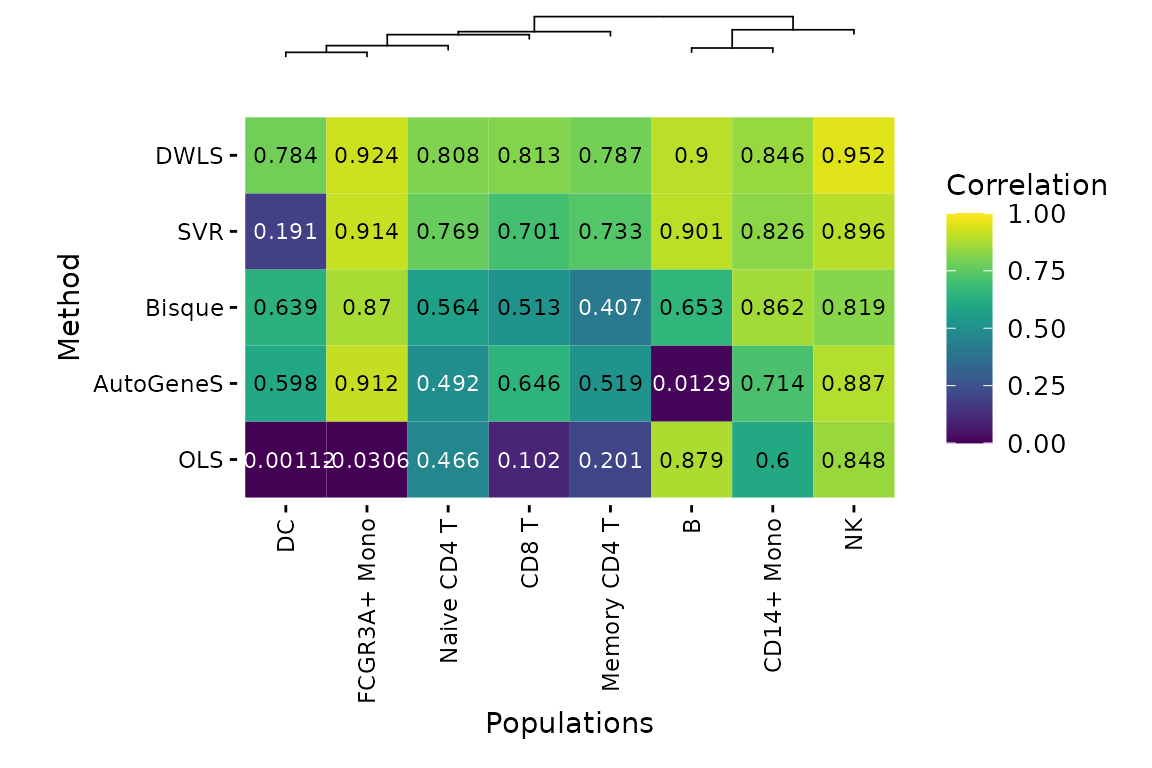 Correlation
1.00
0.75
0.50
0.25
0.00
Method
DWLS 0.784 0.924 0.808 0.813 0.787 0.9 0.846 0.952
SVR 0.191 0.914 0.769 0.701 0.733 0.901 0.826 0.896
Bisque 0.639 0.87 0.564 0.513 0.407 0.653 0.862 0.819
AutoGeneS 0.598 0.912 0.492 0.646 0.519 0.0129 0.714 0.887
OLS -0.00112 -0.0306 0.466 0.102 0.201 0.879 0.6 0.848
DC
FCGR3A+ Mono
Naive CD4 T
CD8 T
Memory CD4 T
B
CD14+ Mono
NK
Populations